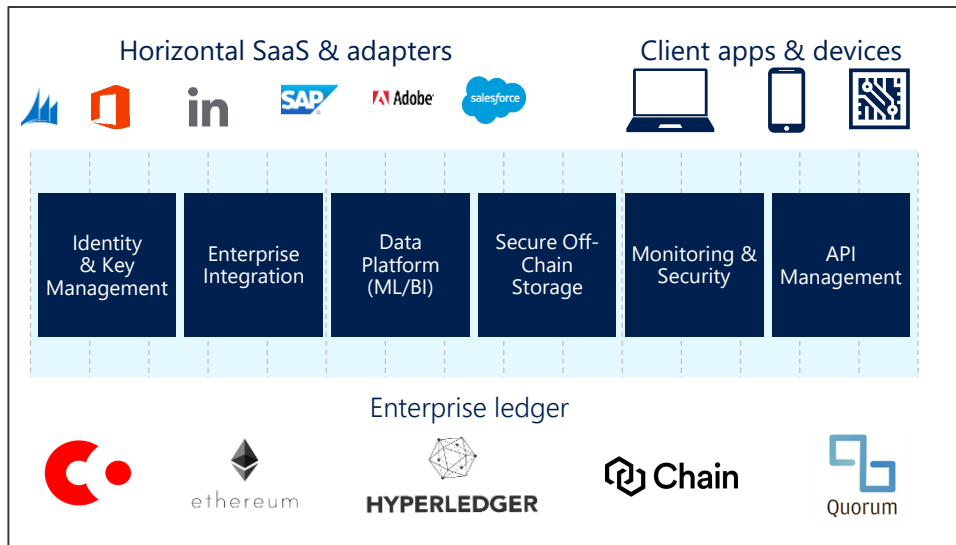 Horizontal SaaS & adapters
Client apps & devices
in
SAP
®
Adobe®
salesforce
Identity
& Key
Management
Enterprise
Integration
Data
Platform
(ML/BI)
Secure Off-
Chain
Storage
Monitoring &
Security
API
Management
Enterprise ledger
ethereum
HYPERLEDGER
Chain
Quorum